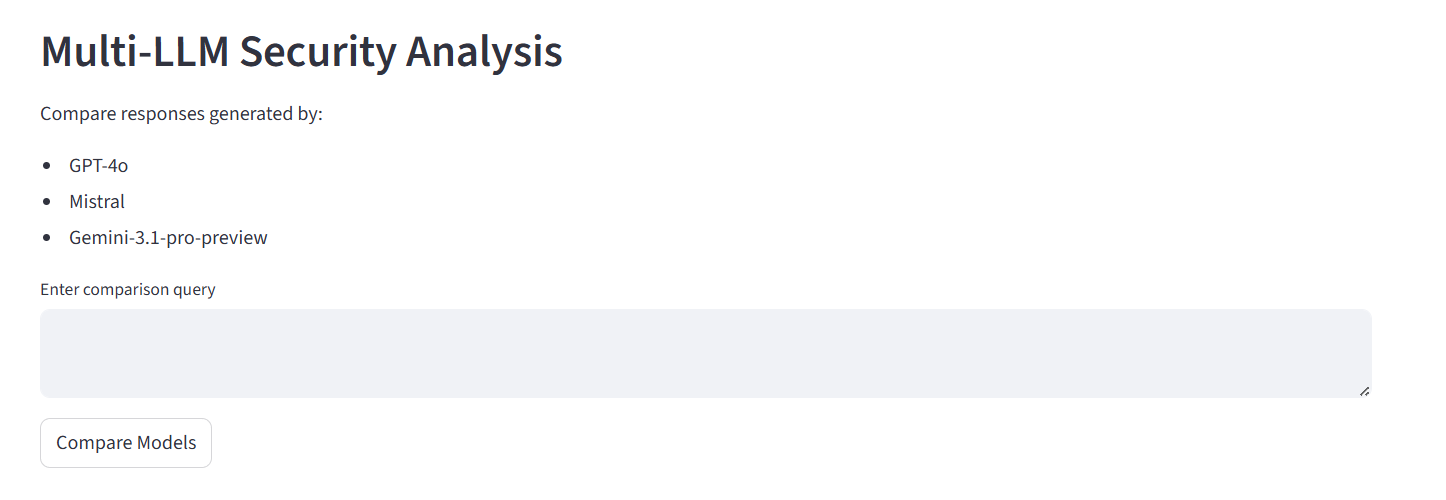 Multi-LLM Security Analysis
Compare responses generated by:
GPT-4o
Mistral
Gemini-3.1-pro-preview
Enter comparison query
Compare Models